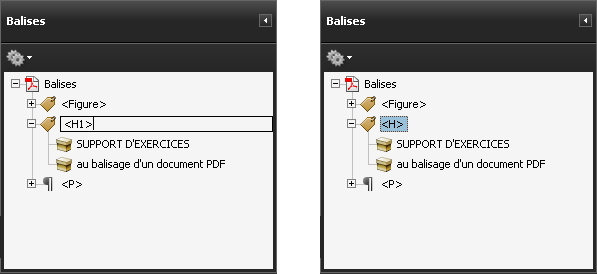 Balises
Balises
<Figure>
<H1>
SUPPORT D'EXERCICES
au balisage d'un document PDF
<P>
Balises
Balises
<Figure>
<H>
SUPPORT D'EXERCICES
au balisage d'un document PDF
<P>